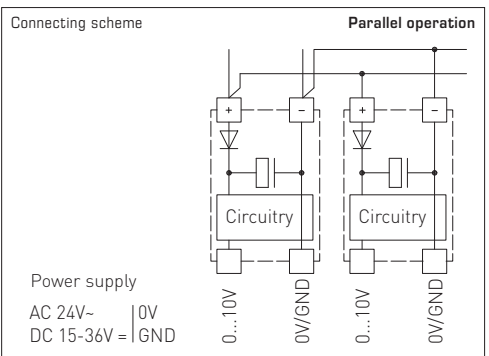 Connecting scheme
Parallel operation
+ − + −
Circuitry Circuitry
Power supply
AC 24V~ 0V
DC 15-36V = GND
0...10V
0V/GND
0...10V
0V/GND